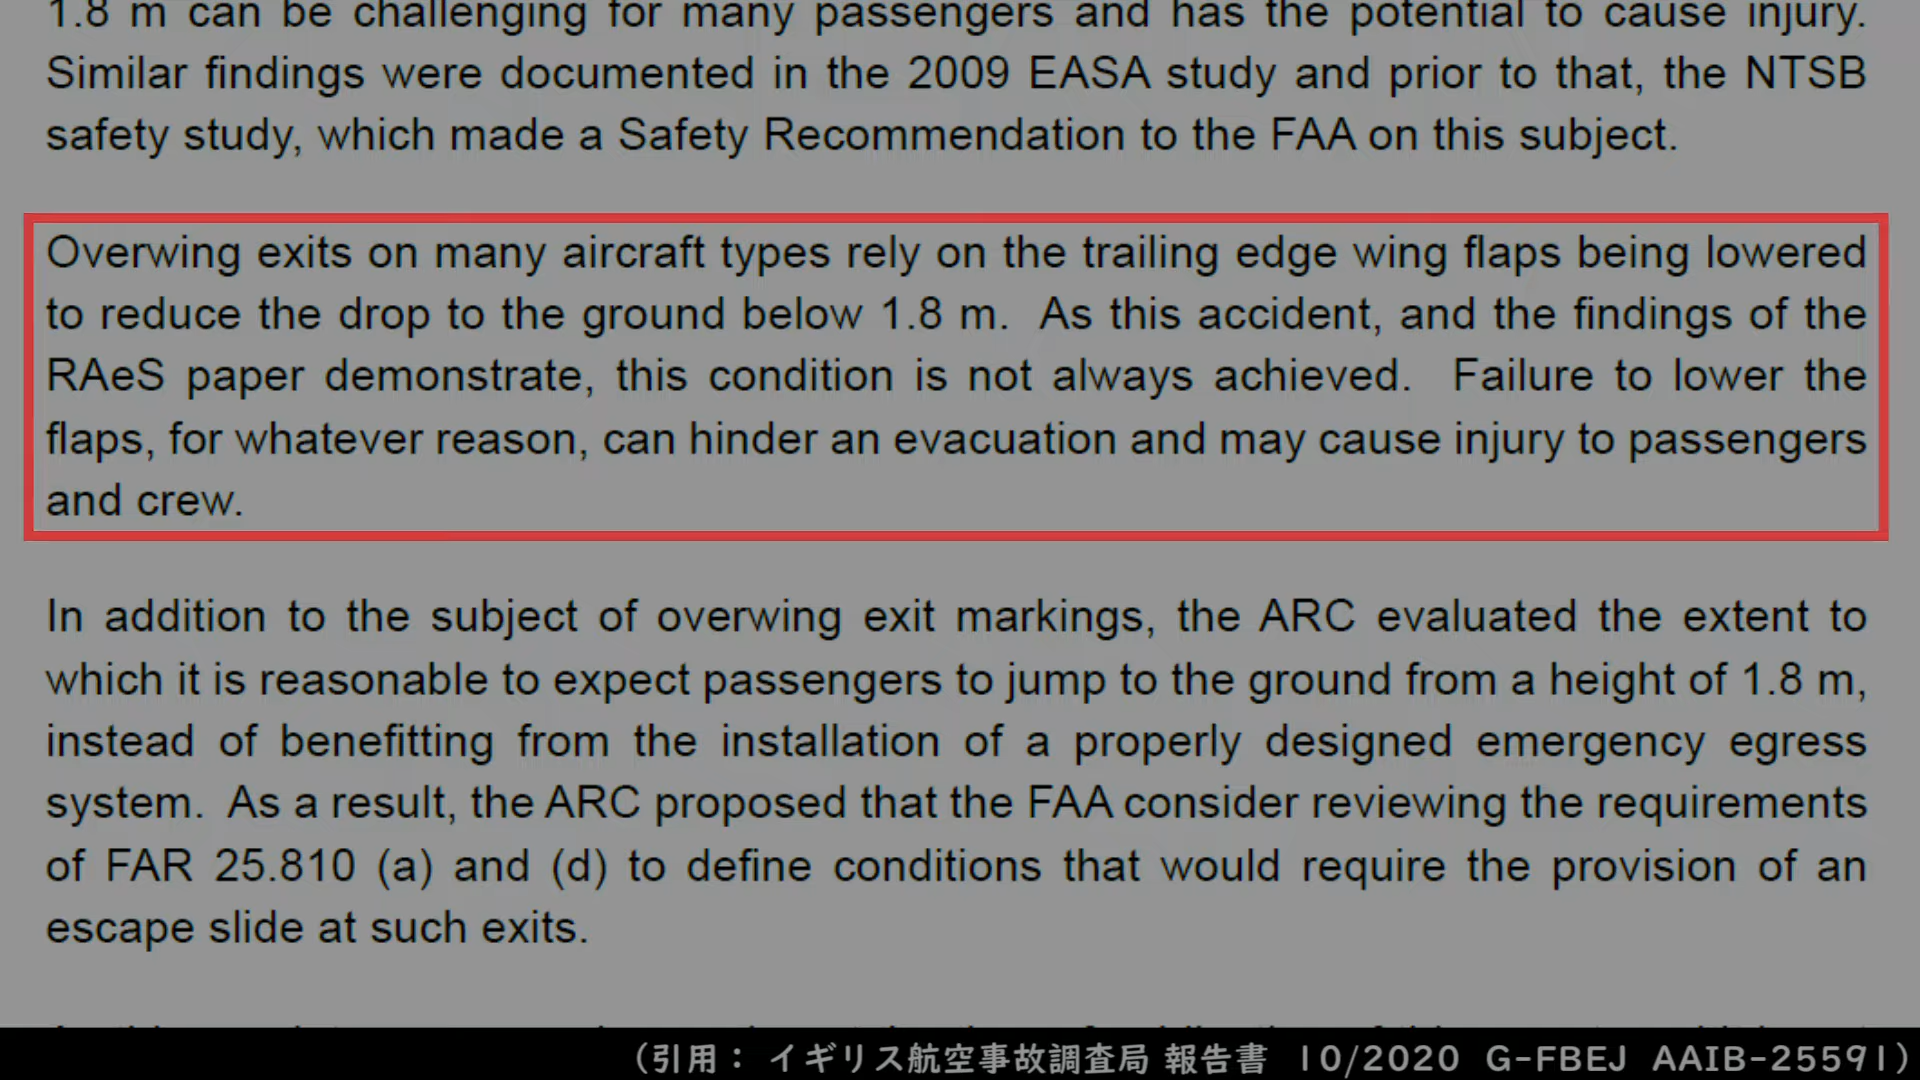 1.8 m can be challenging for many passengers and has the potential to cause injury.
Similar findings were documented in the 2009 EASA study and prior to that, the NTSB
safety study, which made a Safety Recommendation to the FAA on this subject.
Overwing exits on many aircraft types rely on the trailing edge wing flaps being lowered
to reduce the drop to the ground below 1.8 m. As this accident, and the findings of the
RAeS paper demonstrate, this condition is not always achieved. Failure to lower the
flaps, for whatever reason, can hinder an evacuation and may cause injury to passengers
and crew.
In addition to the subject of overwing exit markings, the ARC evaluated the extent to
which it is reasonable to expect passengers to jump to the ground from a height of 1.8 m,
instead of benefitting from the installation of a properly designed emergency egress
system. As a result, the ARC proposed that the FAA consider reviewing the requirements
of FAR 25.810 (a) and (d) to define conditions that would require the provision of an
escape slide at such exits.
(引用： イギリス航空事故調査局 報告書 10/2020 G-FBEJ AAIB-25591)